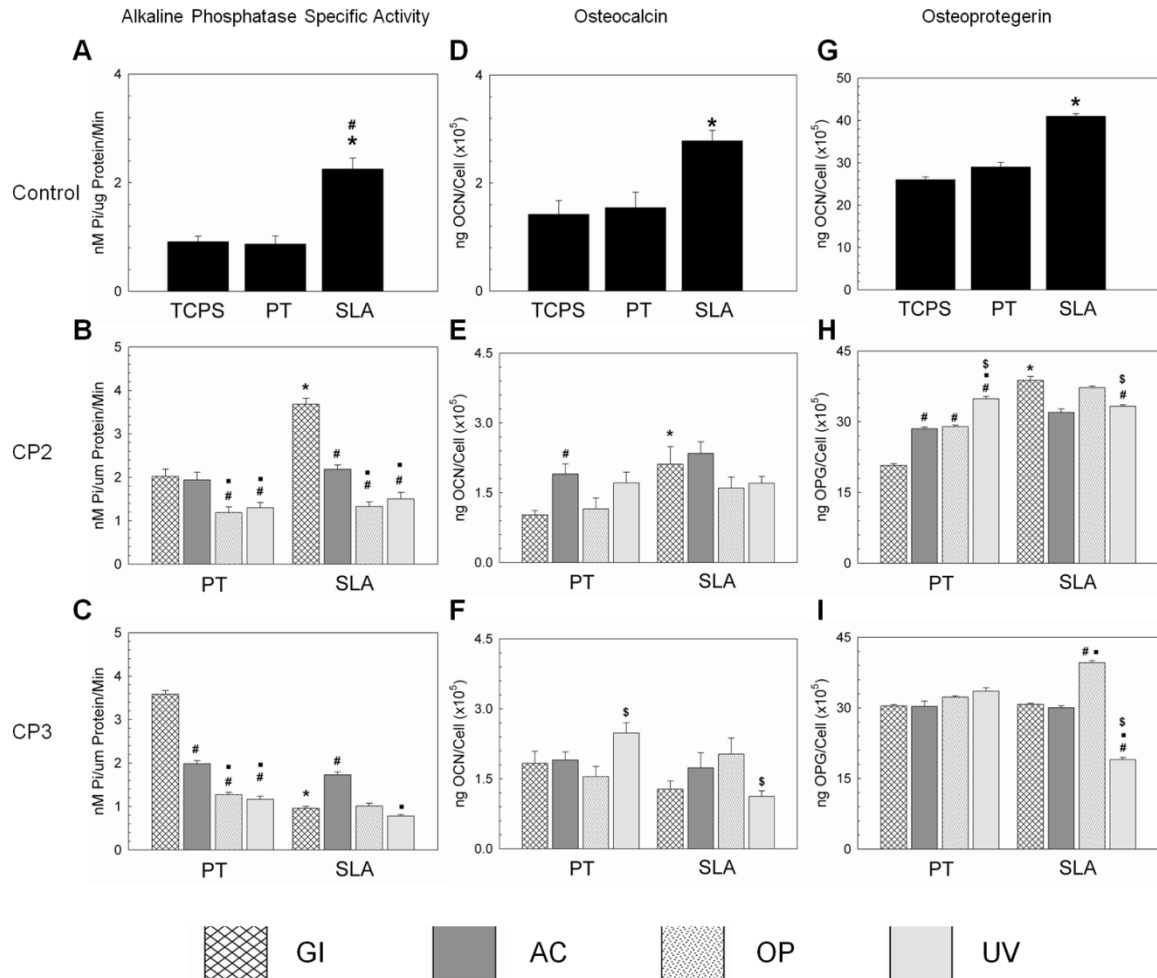 Alkaline Phosphatase Specific Activity
Osteocalcin
Osteoprotegerin
Control
A
nM Pi/ug Protein/Min
4
2
0
#
*
TCPS PT SLA
D
ng OCN/Cell (x10⁵)
4
2
0
*
TCPS PT SLA
G
ng OCN/Cell (x10⁵)
50
40
30
20
10
0
*
TCPS PT SLA
CP2
B
nM Pi/um Protein/Min
5
4
3
2
1
0
▪ ▪
# #
*
#
▪ ▪
# #
PT SLA
E
ng OCN/Cell (x10⁵)
4.5
3.0
1.5
0.0
#
*
PT SLA
H
ng OPG/Cell (x10⁵)
45
30
15
0
# #
$
▪
#
*
$
#
PT SLA
CP3
C
nM Pi/um Protein/Min
5
4
3
2
1
0
#
▪ ▪
# #
*
#
▪
PT SLA
F
ng OCN/Cell (x10⁵)
4.5
3.0
1.5
0.0
$
$
PT SLA
I
ng OPG/Cell (x10⁵)
45
30
15
0
# ▪
$
▪
#
PT SLA
GI AC OP UV